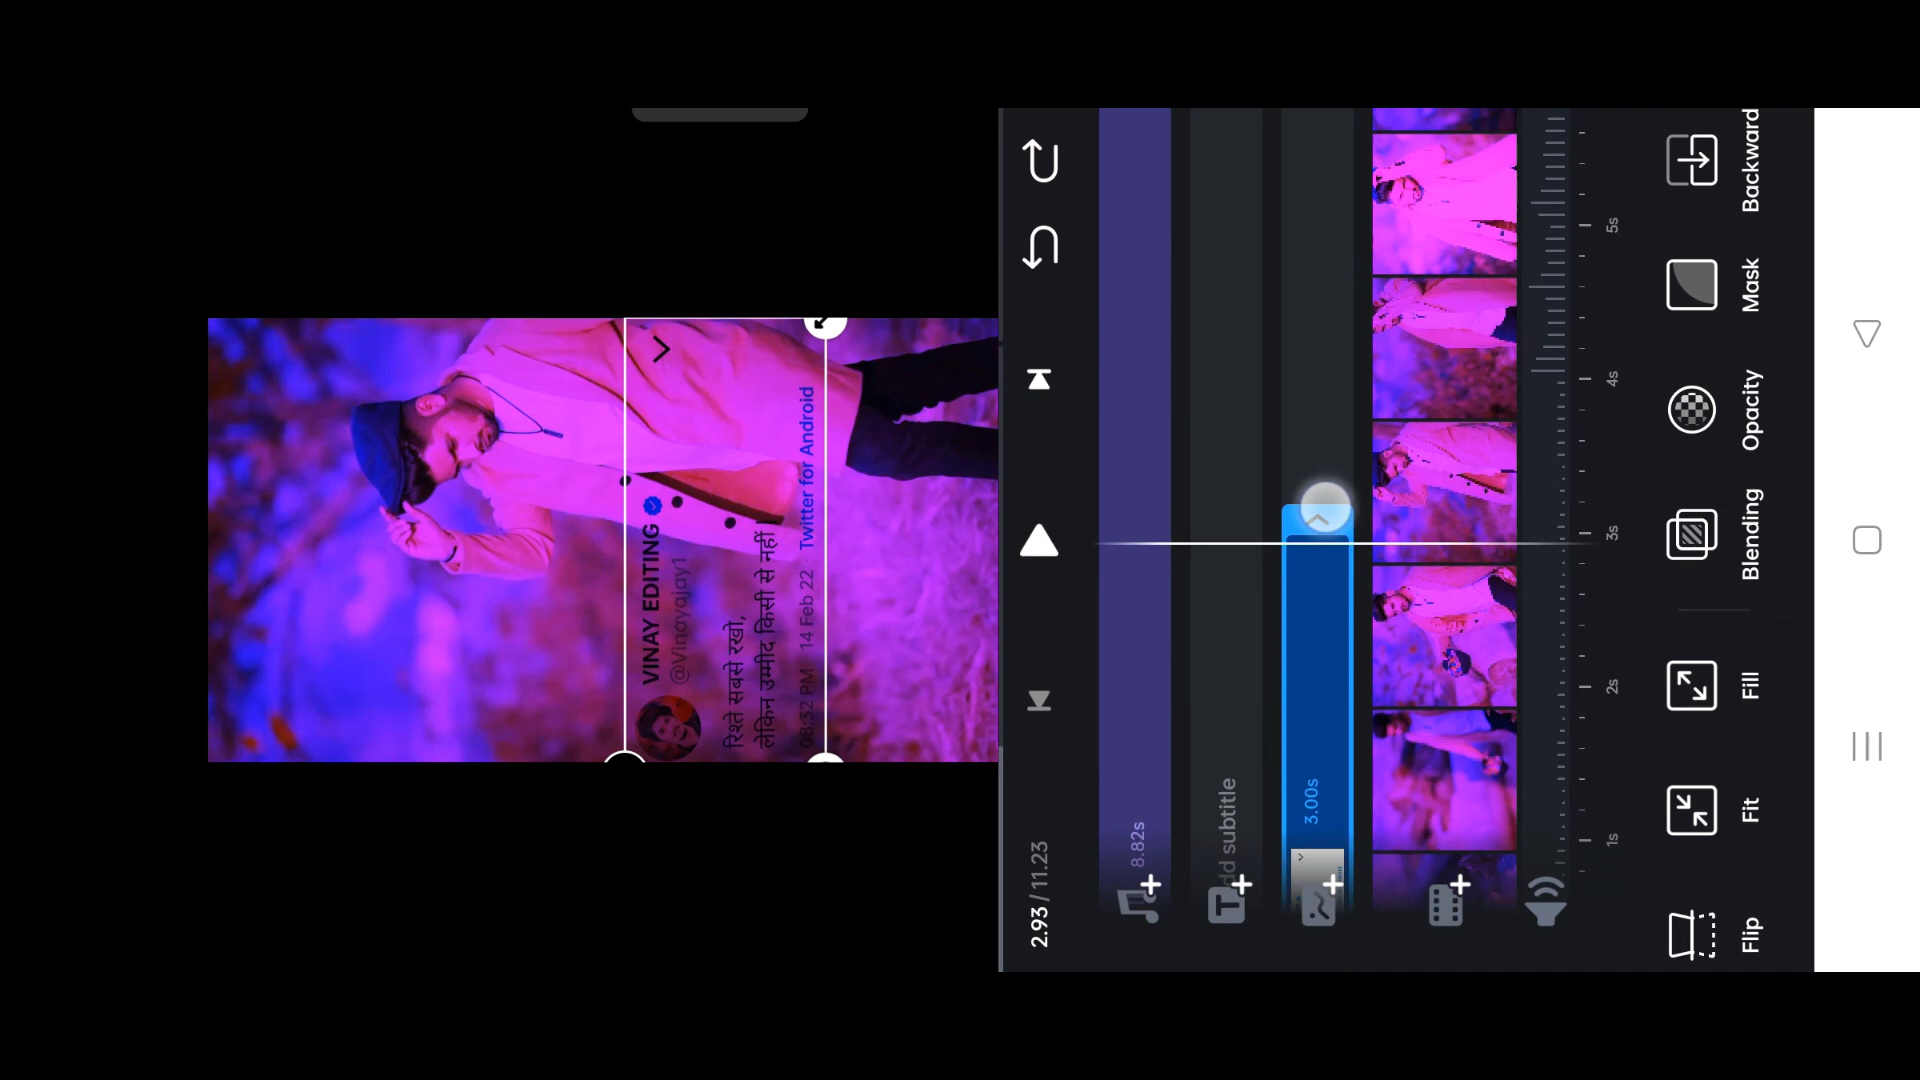 VINAY EDITING
@Vinayajay1
रिश्ते सबसे रखो,
लेकिन उम्मीद किसी से नहीं |
08:32 PM 14 Feb 22 · Twitter for Android
2.93 / 11.23
8.82s
dd subtitle
3.00s
1s
2s
3s
4s
5s
Flip
Fit
Fill
Blending
Opacity
Mask
Backward